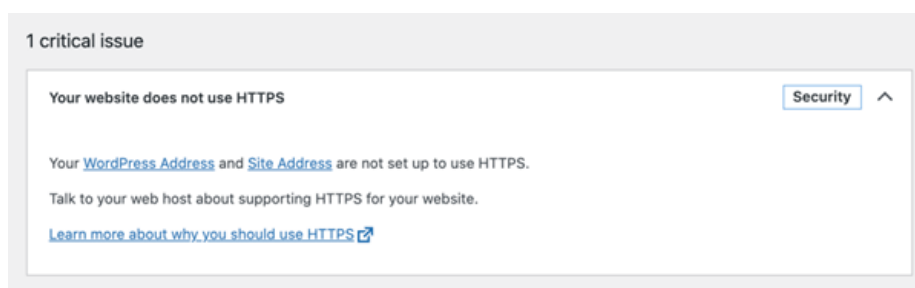 1 critical issue
Your website does not use HTTPS
Security
Your WordPress Address and Site Address are not set up to use HTTPS.
Talk to your web host about supporting HTTPS for your website.
Learn more about why you should use HTTPS